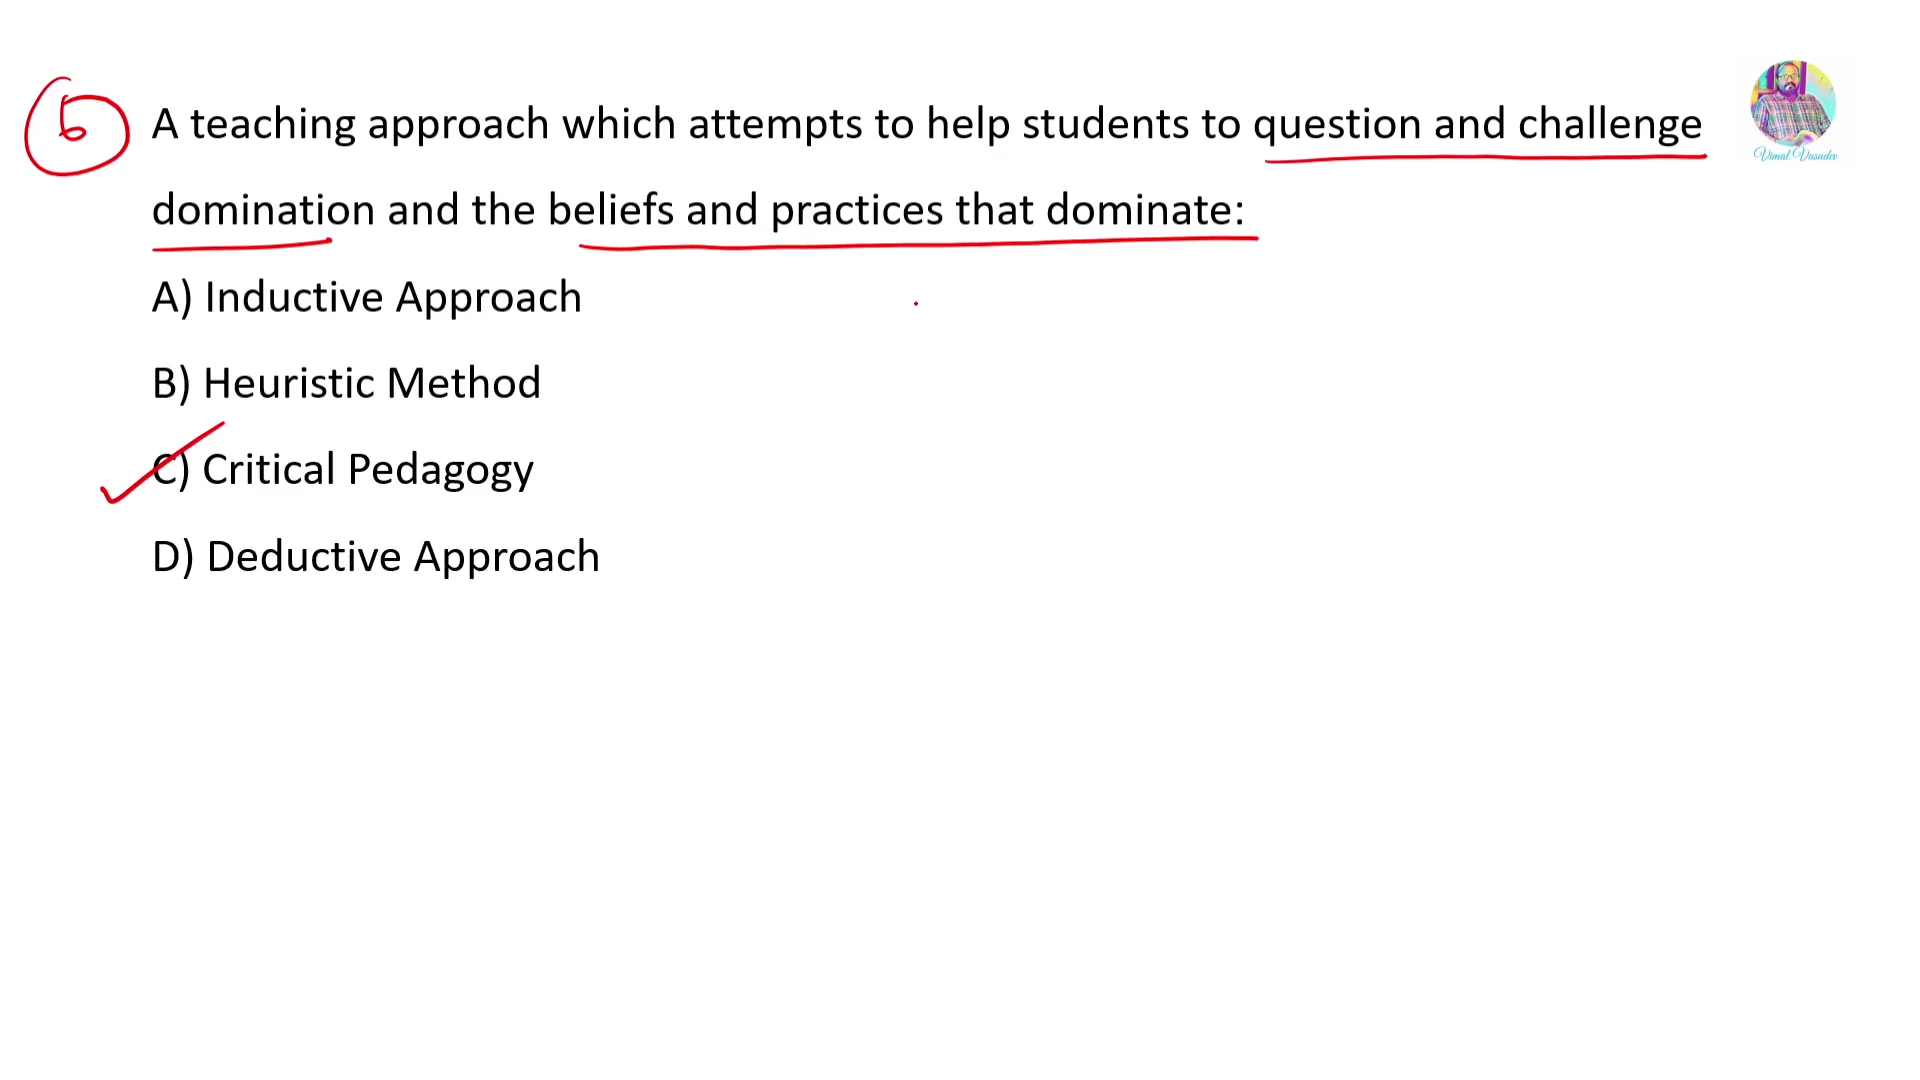 6 A teaching approach which attempts to help students to question and challenge
domination and the beliefs and practices that dominate:
A) Inductive Approach
B) Heuristic Method
C) Critical Pedagogy
D) Deductive Approach
Vimal Vasudev